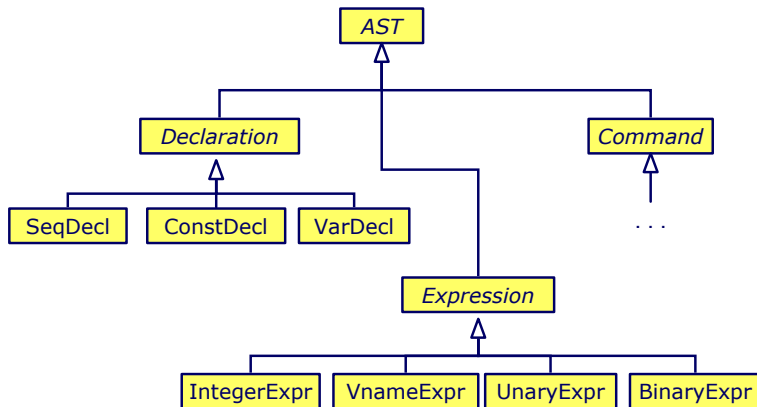 AST
Declaration
Command
SeqDecl ConstDecl VarDecl
. . .
Expression
IntegerExpr VnameExpr UnaryExpr BinaryExpr